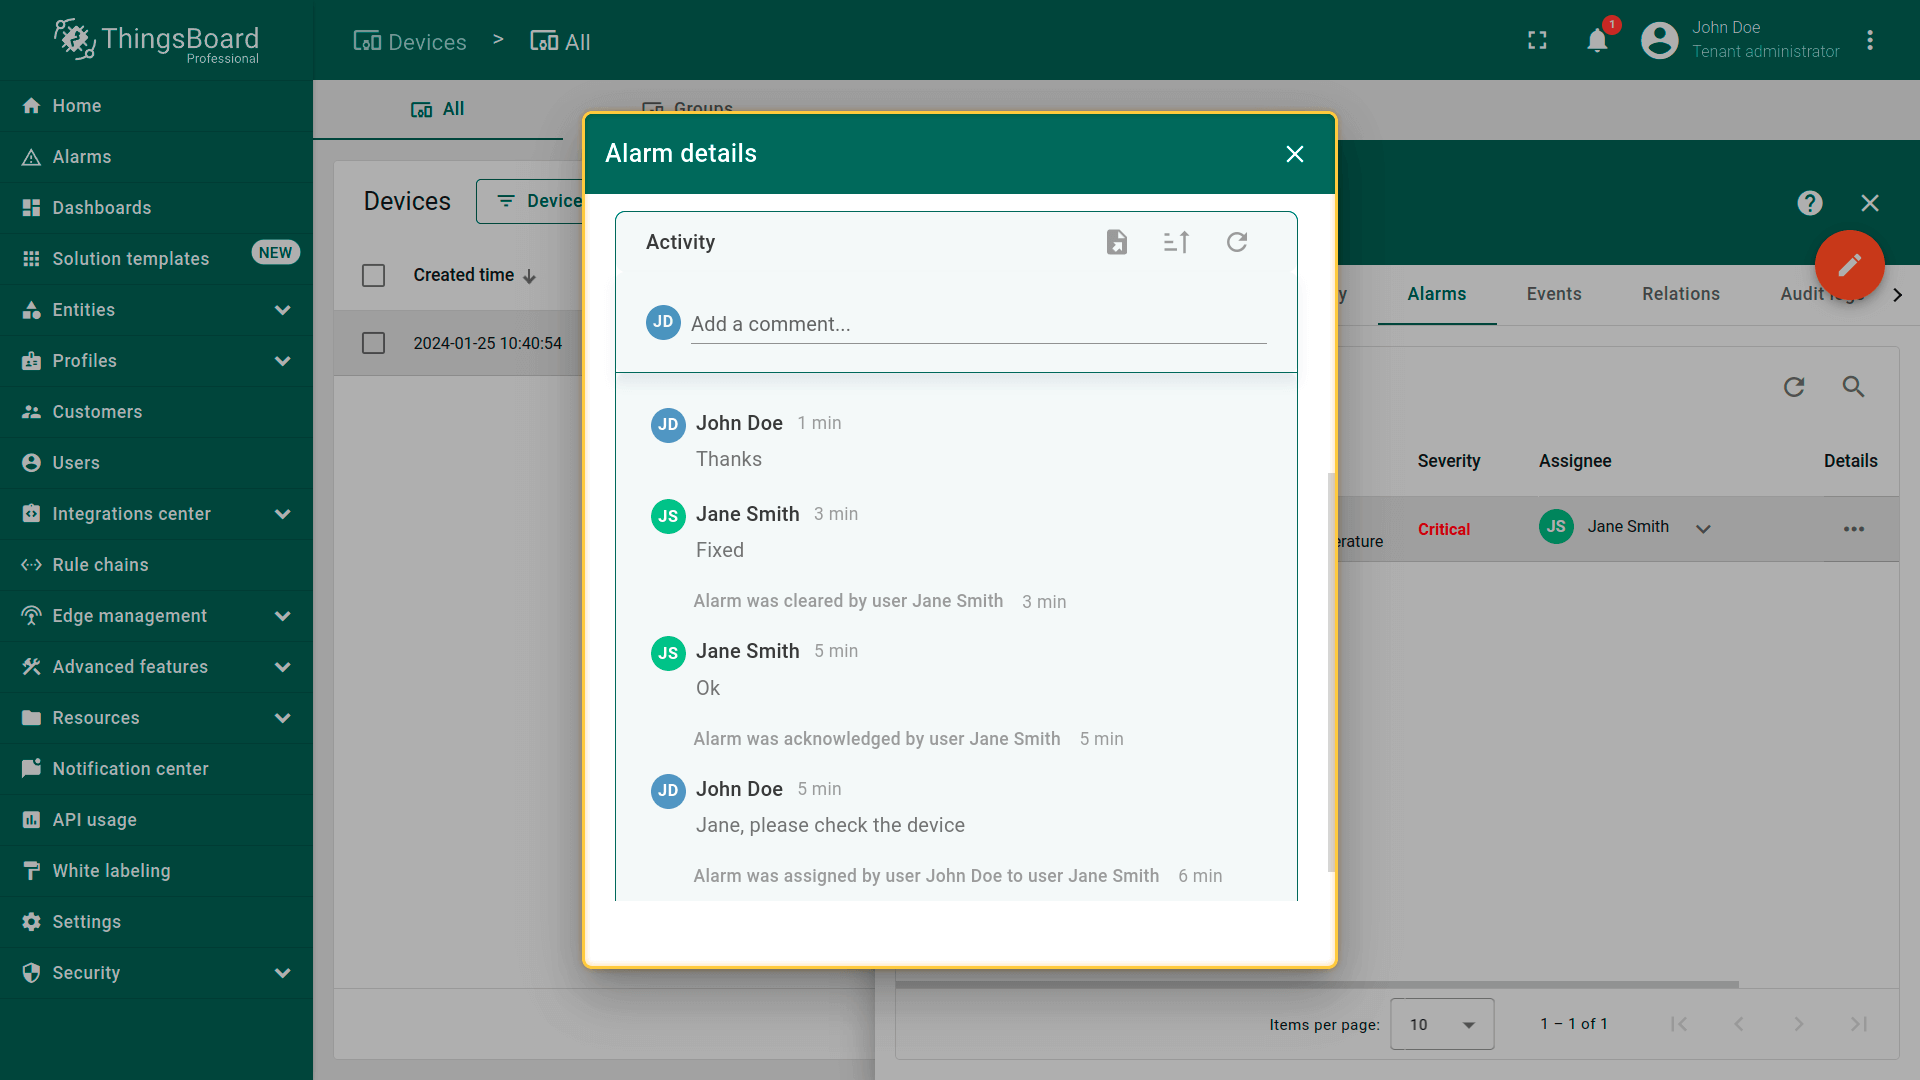 ThingsBoard
Professional
Devices > All
1
John Doe
Tenant administrator
Home
Alarms
Dashboards
Solution templates NEW
Entities
Profiles
Customers
Users
Integrations center
Rule chains
Edge management
Advanced features
Resources
Notification center
API usage
White labeling
Settings
Security
All Groups
Devices Device
Created time
2024-01-25 10:40:54
Alarm details
Activity
JD Add a comment...
JD John Doe 1 min
Thanks
JS Jane Smith 3 min
Fixed
Alarm was cleared by user Jane Smith 3 min
JS Jane Smith 5 min
Ok
Alarm was acknowledged by user Jane Smith 5 min
JD John Doe 5 min
Jane, please check the device
Alarm was assigned by user John Doe to user Jane Smith 6 min
y Alarms Events Relations Audit logs
Severity Assignee Details
erature Critical JS Jane Smith
Items per page: 10 1 – 1 of 1